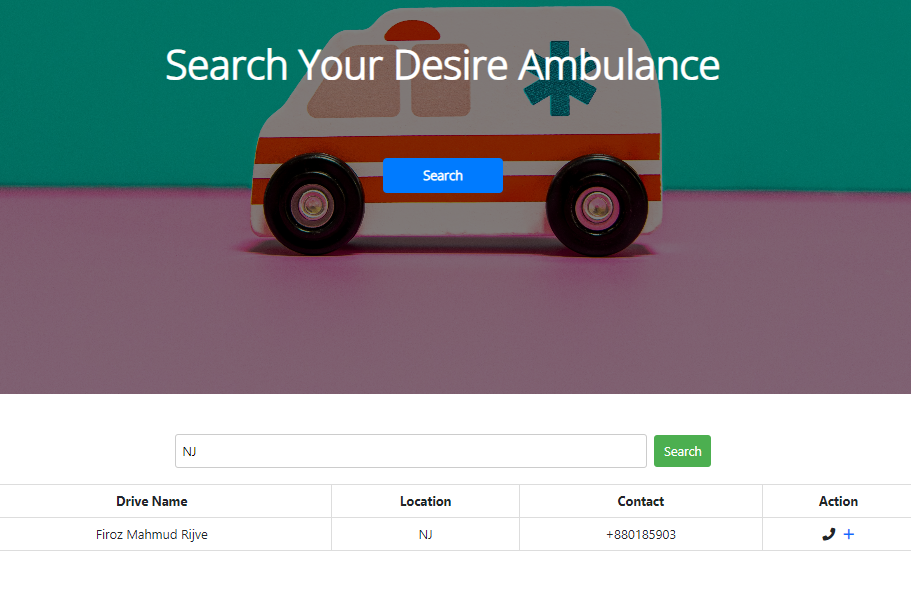 Search Your Desire Ambulance
Search
NJ
Search
Drive Name Location Contact Action
Firoz Mahmud Rijve NJ +880185903